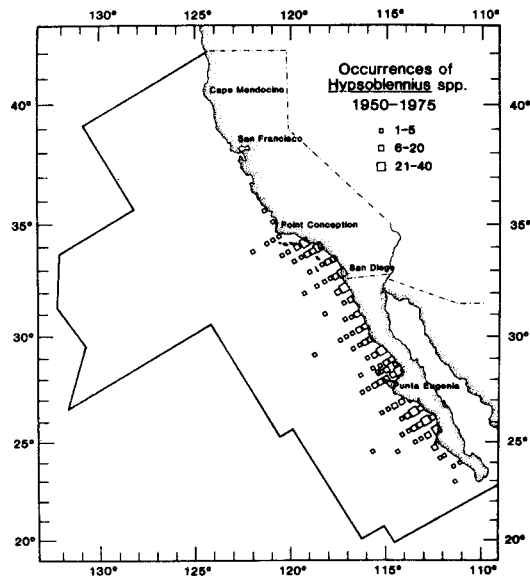 130° 125° 120° 115° 110°
Occurrences of
Hypsoblennius spp.
1950–1975
1-5
6-20
21-40
Cape Mendocino
San Francisco
Point Conception
San Diego
Punta Eugenia
40° 40°
35° 35°
30° 30°
25° 25°
20° 20°
130° 125° 120° 115° 110°